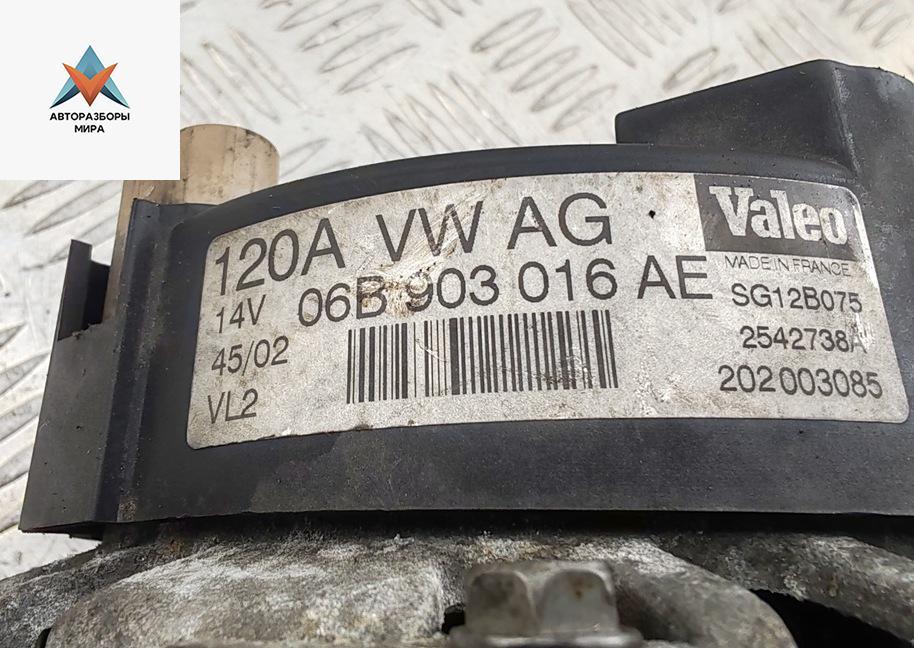 АВТОРАЗБОРЫ
МИРА
120A VW AG
Valeo
MADE IN FRANCE
14V 06B 903 016 AE
SG12B075
45/02
2542738A
VL2
202003085